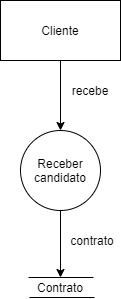 Cliente
recebe
Receber
candidato
contrato
Contrato